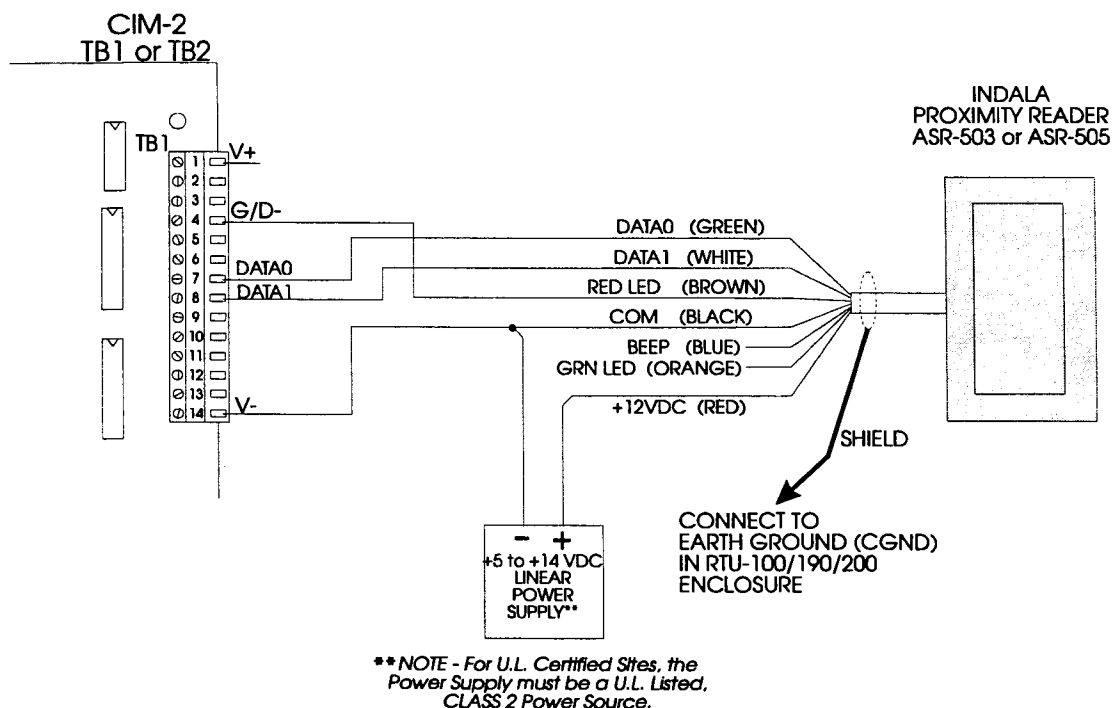 CIM-2
TB1 or TB2
INDALA
PROXIMITY READER
ASR-503 or ASR-505
TB1
V+
1
2
3
G/D-
4
5
6
DATA0
7
DATA1
8
9
10
11
12
13
V-
14
DATA0 (GREEN)
DATA1 (WHITE)
RED LED (BROWN)
COM (BLACK)
BEEP (BLUE)
GRN LED (ORANGE)
+12VDC (RED)
SHIELD
CONNECT TO
EARTH GROUND (CGND)
IN RTU-100/190/200
ENCLOSURE
- +
+5 to +14 VDC
LINEAR
POWER
SUPPLY**
** NOTE - For U.L. Certified Sites, the
Power Supply must be a U.L. Listed,
CLASS 2 Power Source.